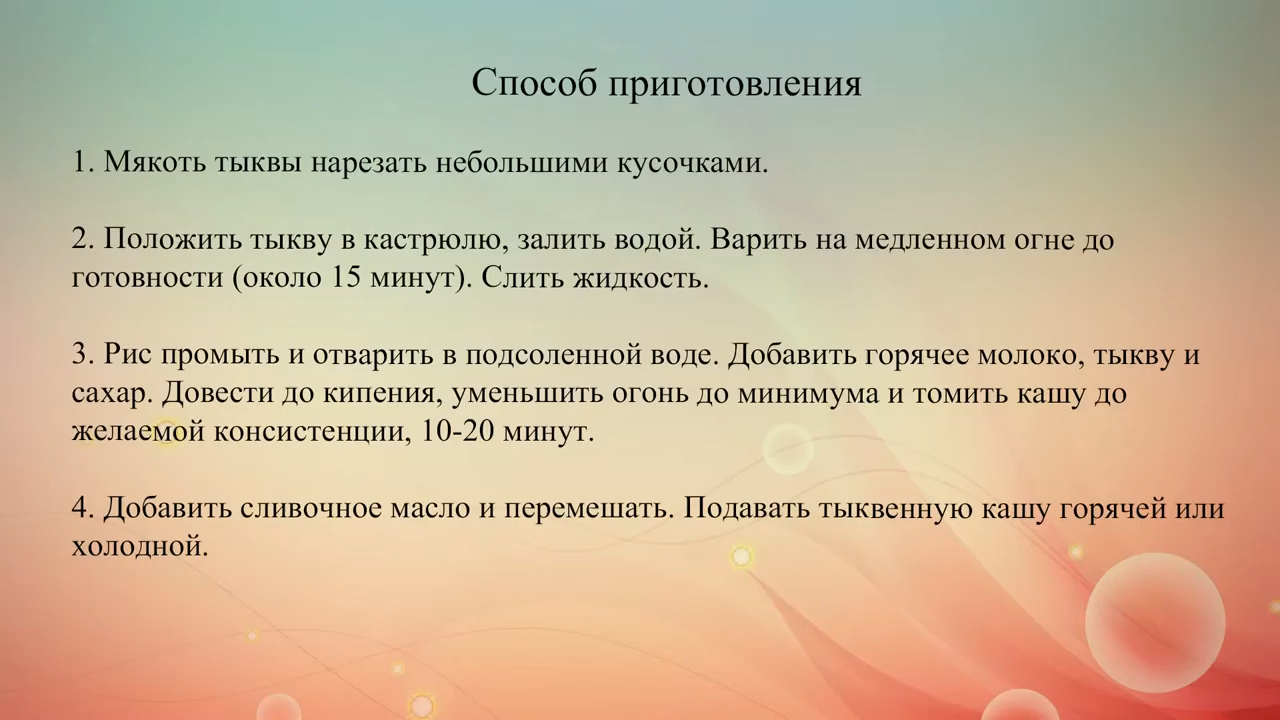 Способ приготовления
1. Мякоть тыквы нарезать небольшими кусочками.
2. Положить тыкву в кастрюлю, залить водой. Варить на медленном огне до
готовности (около 15 минут). Слить жидкость.
3. Рис промыть и отварить в подсоленной воде. Добавить горячее молоко, тыкву и
сахар. Довести до кипения, уменьшить огонь до минимума и томить кашу до
желаемой консистенции, 10-20 минут.
4. Добавить сливочное масло и перемешать. Подавать тыквенную кашу горячей или
холодной.